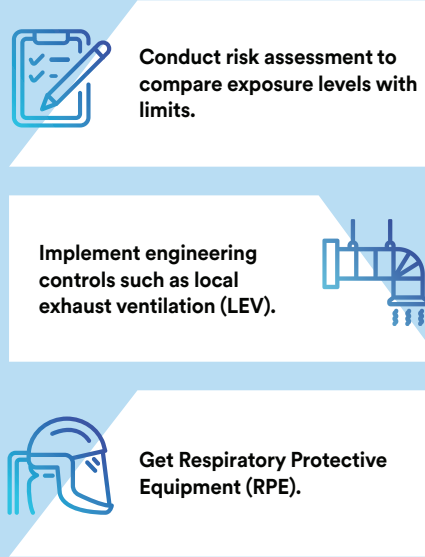 Conduct risk assessment to
compare exposure levels with
limits.
Implement engineering
controls such as local
exhaust ventilation (LEV).
Get Respiratory Protective
Equipment (RPE).